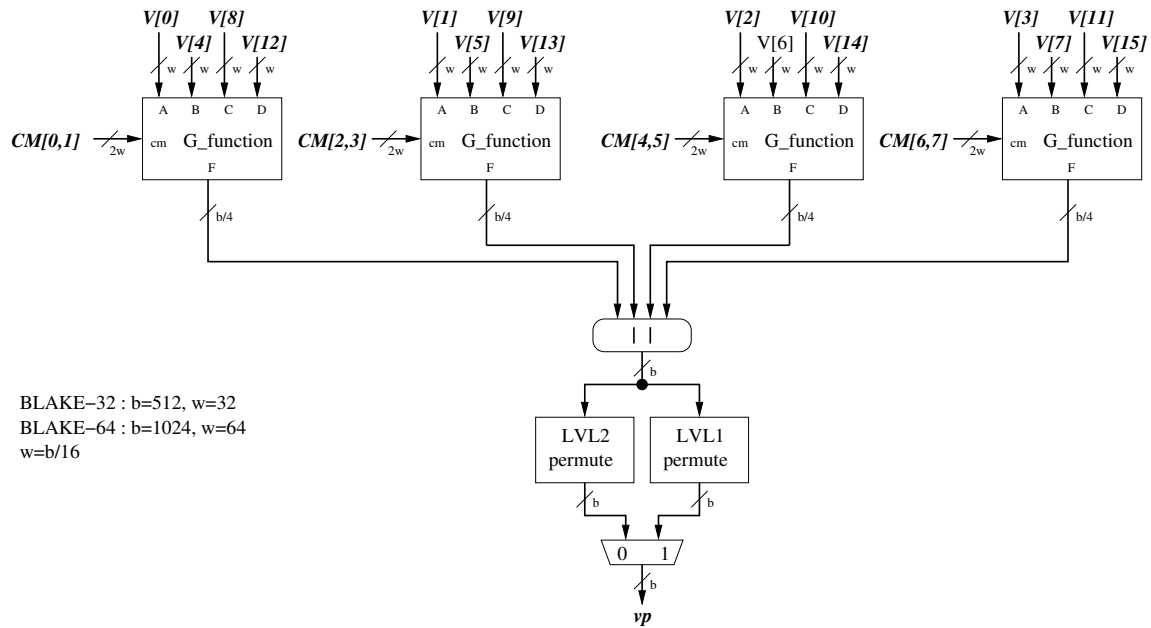 V[0] V[8] V[1] V[9] V[2] V[10] V[3] V[11]
V[4] V[12] V[5] V[13] V[6] V[14] V[7] V[15]
w w w w w w w w w w w w w w w w
A B C D A B C D A B C D A B C D
CM[0,1] cm G_function CM[2,3] cm G_function CM[4,5] cm G_function CM[6,7] cm G_function
2w 2w 2w 2w
F F F F
b/4 b/4 b/4 b/4
| |
b
BLAKE−32 : b=512, w=32
BLAKE−64 : b=1024, w=64
w=b/16
LVL2 LVL1
permute permute
b b
0 1
b
vp